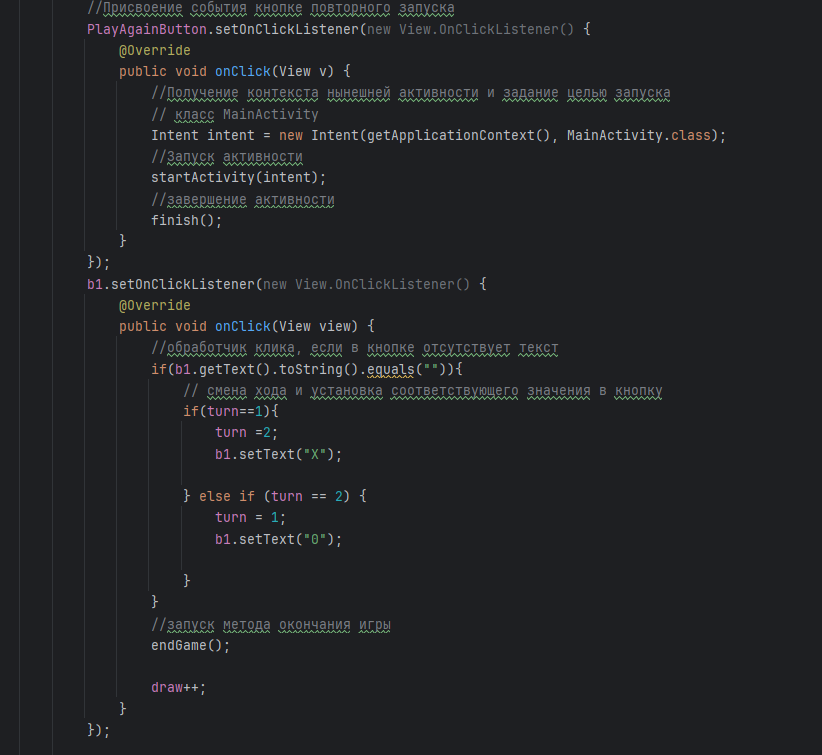 //Присвоение события кнопке повторного запуска
PlayAgainButton.setOnClickListener(new View.OnClickListener() {
@Override
public void onClick(View v) {
//Получение контекста нынешней активности и задание целью запуска
// класс MainActivity
Intent intent = new Intent(getApplicationContext(), MainActivity.class);
//Запуск активности
startActivity(intent);
//завершение активности
finish();
}
});
b1.setOnClickListener(new View.OnClickListener() {
@Override
public void onClick(View view) {
//обработчик клика, если в кнопке отсутствует текст
if(b1.getText().toString().equals("")){
// смена хода и установка соответствующего значения в кнопку
if(turn==1){
turn =2;
b1.setText("X");
} else if (turn == 2) {
turn = 1;
b1.setText("0");
}
}
//запуск метода окончания игры
endGame();
draw++;
}
});